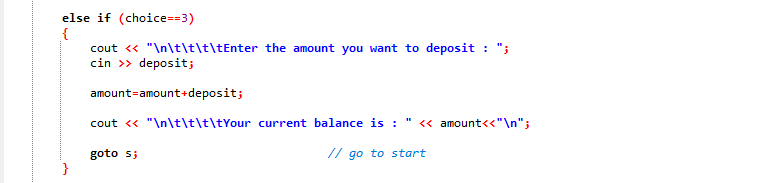 else if (choice==3)
{
cout << "\n\t\t\t\tEnter the amount you want to deposit : ";
cin >> deposit;
amount=amount+deposit;
cout << "\n\t\t\t\tYour current balance is : " << amount<<"\n";
goto s; // go to start
}